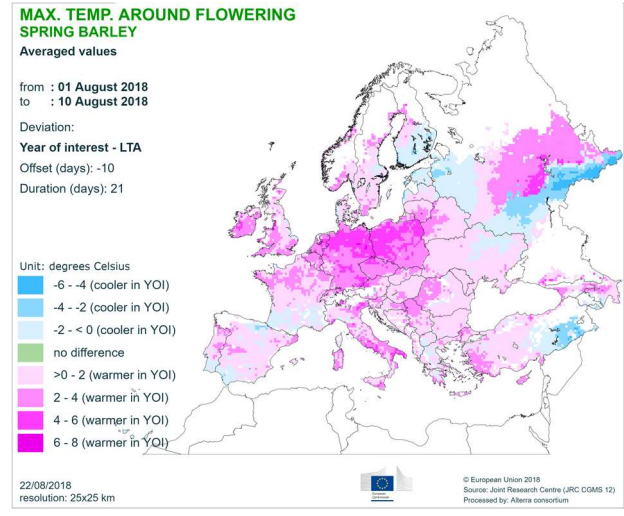 MAX. TEMP. AROUND FLOWERING
SPRING BARLEY
Averaged values
from : 01 August 2018
to : 10 August 2018
Deviation:
Year of interest - LTA
Offset (days): -10
Duration (days): 21
Unit: degrees Celsius
-6 - -4 (cooler in YOI)
-4 - -2 (cooler in YOI)
-2 - < 0 (cooler in YOI)
no difference
>0 - 2 (warmer in YOI)
2 - 4 (warmer in YOI)
4 - 6 (warmer in YOI)
6 - 8 (warmer in YOI)
22/08/2018
resolution: 25x25 km
European
Commission
© European Union 2018
Source: Joint Research Centre (JRC CGMS 12)
Processed by: Alterra consortium